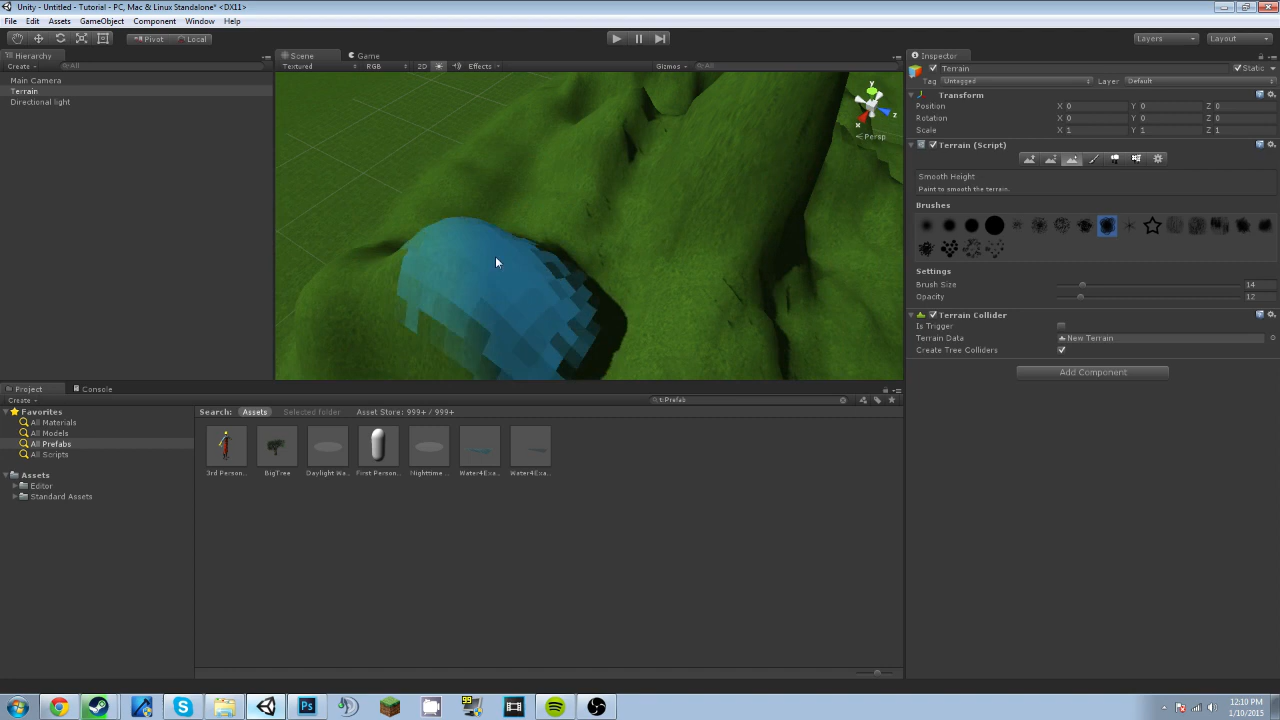 Unity - Untitled - Tutorial - PC, Mac & Linux Standalone* <DX11>
File Edit Assets GameObject Component Window Help
Pivot Local Layers Layout
Hierarchy
Create All
Main Camera
Terrain
Directional light
Scene Game
Textured RGB 2D Effects Gizmos All
y
z
x
Persp
Inspector
Terrain Static
Tag Untagged Layer Default
Transform
Position X 0 Y 0 Z 0
Rotation X 0 Y 0 Z 0
Scale X 1 Y 1 Z 1
Terrain (Script)
Smooth Height
Paint to smooth the terrain.
Brushes
Settings
Brush Size 14
Opacity 12
Terrain Collider
Is Trigger
Terrain Data New Terrain
Create Tree Colliders
Add Component
Project Console
Create t:Prefab
Favorites
All Materials
All Models
All Prefabs
All Scripts
Assets
Editor
Standard Assets
Search: Assets Selected folder Asset Store: 999+ / 999+
3rd Person... BigTree Daylight Wa... First Person... Nighttime ... Water4Exa... Water4Exa...
99
12:10 PM
1/10/2015